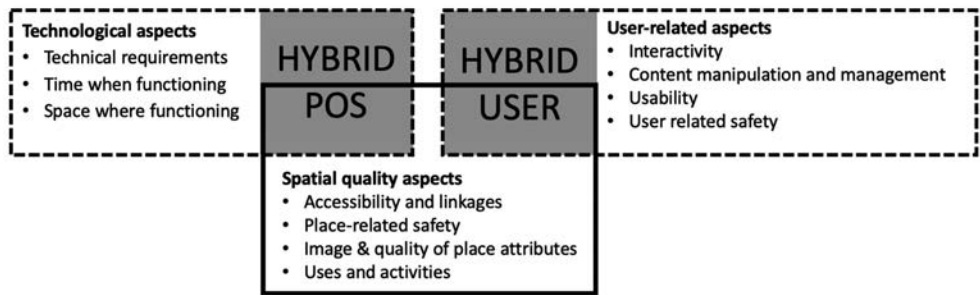 Technological aspects
• Technical requirements
• Time when functioning
• Space where functioning
HYBRID
POS
HYBRID
USER
User-related aspects
• Interactivity
• Content manipulation and management
• Usability
• User related safety
Spatial quality aspects
• Accessibility and linkages
• Place-related safety
• Image & quality of place attributes
• Uses and activities